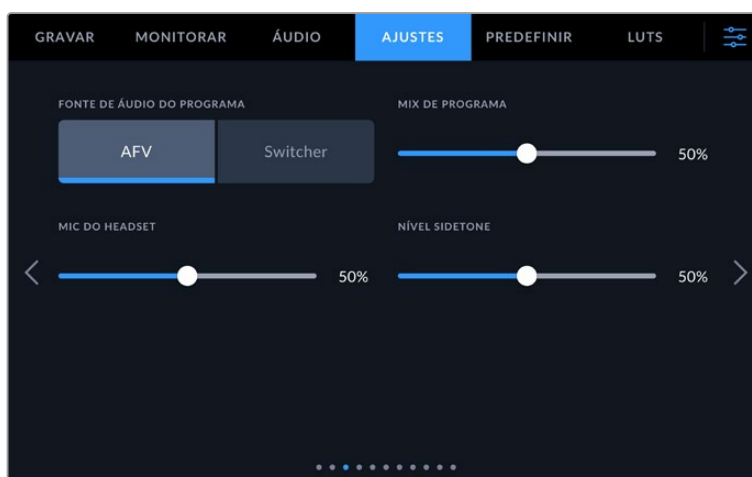 GRAVAR MONITORAR ÁUDIO AJUSTES PREDEFINIR LUTS
FONTE DE ÁUDIO DO PROGRAMA MIX DE PROGRAMA
AFV Switcher 50%
MIC DO HEADSET NÍVEL SIDETONE
50% 50%